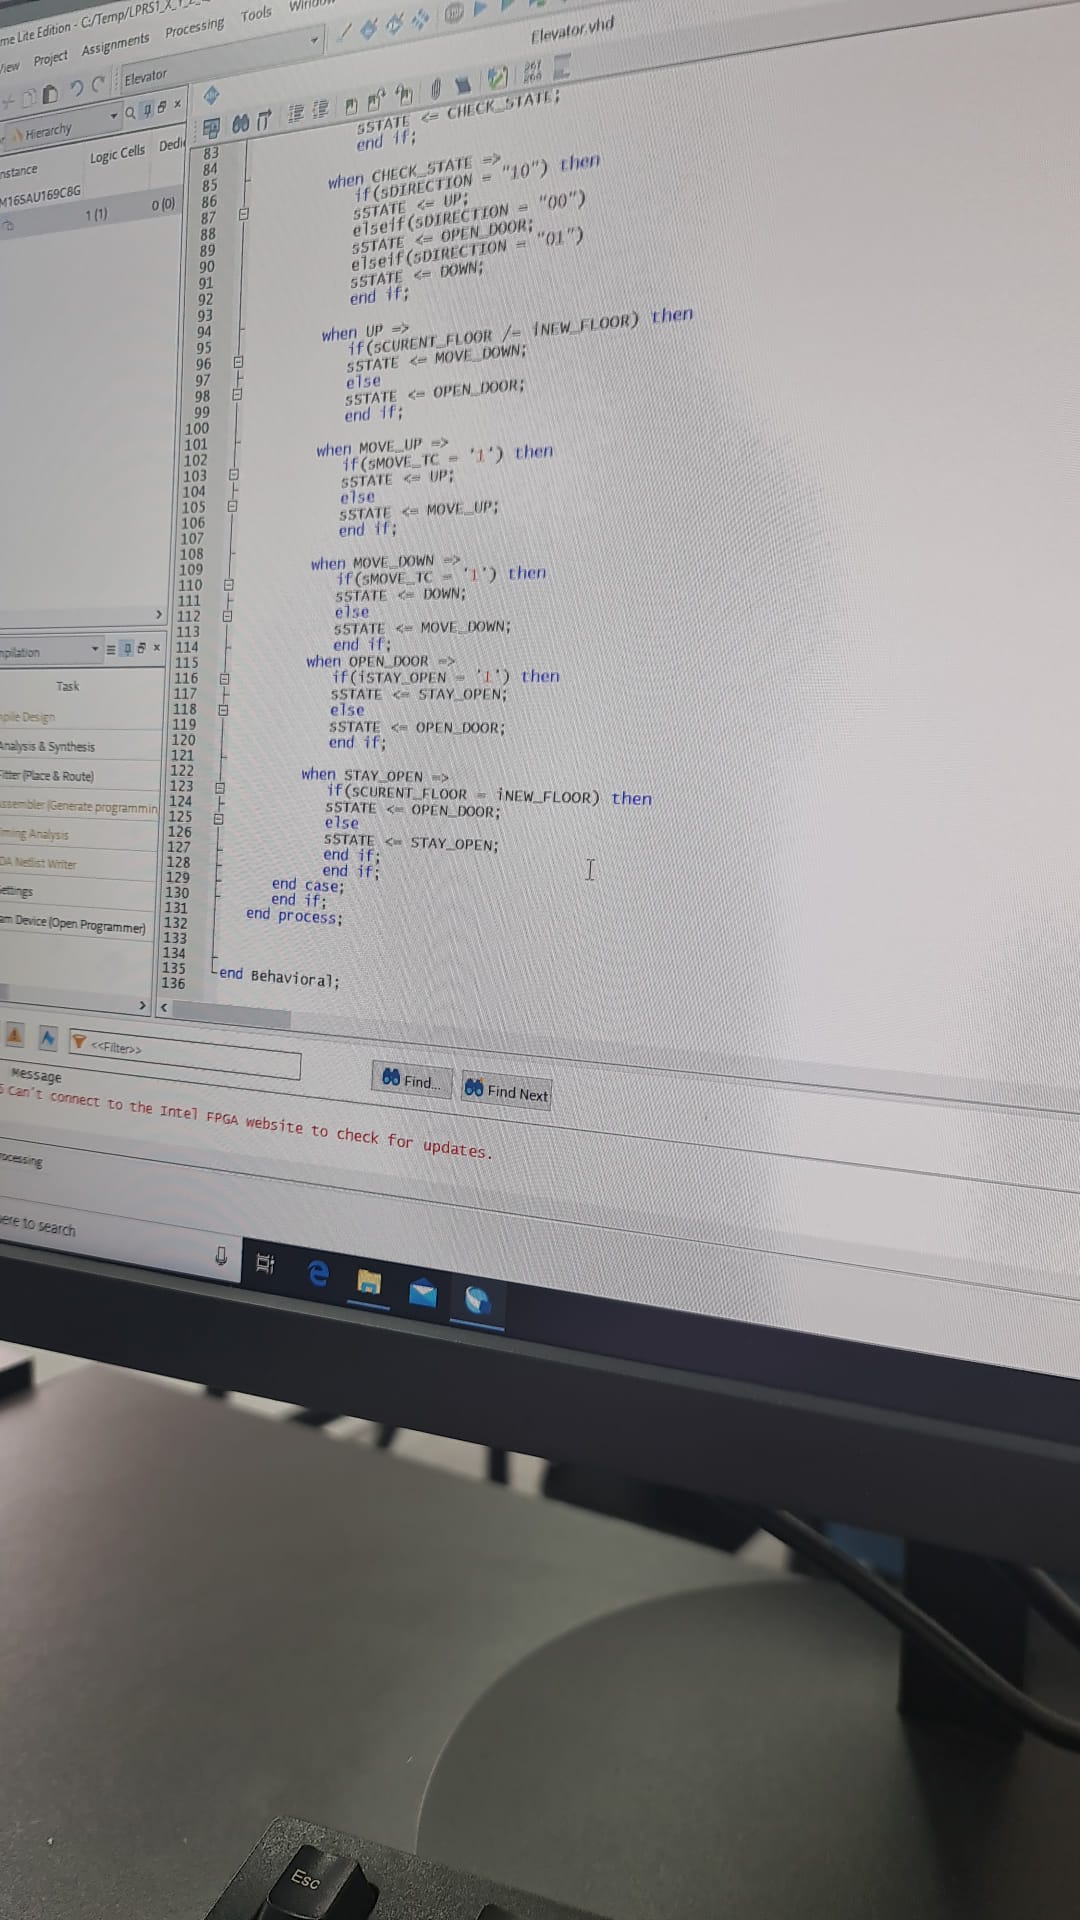 me Lite Edition - C:/Temp/LPRS1_X_Y_Z_
View Project Assignments Processing Tools Window
Elevator
Elevator.vhd
Hierarchy
267
268
nstance Logic Cells Dedi
M16SAU169C8G
1 (1) 0 (0)
sSTATE <= CHECK_STATE;
83 end if;
84
85 when CHECK_STATE =>
86 if(sDIRECTION = "10") then
87 sSTATE <= UP;
88 elseif(sDIRECTION = "00")
89 sSTATE <= OPEN_DOOR;
90 elseif(sDIRECTION = "01")
91 sSTATE <= DOWN;
92 end if;
93
94 when UP =>
95 if(sCURENT_FLOOR /= iNEW_FLOOR) then
96 sSTATE <= MOVE_DOWN;
97 else
98 sSTATE <= OPEN_DOOR;
99 end if;
100
101 when MOVE_UP =>
102 if(sMOVE_TC = '1') then
103 sSTATE <= UP;
104 else
105 sSTATE <= MOVE_UP;
106 end if;
107
108 when MOVE_DOWN =>
109 if(sMOVE_TC = '1') then
110 sSTATE <= DOWN;
111 else
112 sSTATE <= MOVE_DOWN;
113 end if;
114 when OPEN_DOOR =>
115 if(iSTAY_OPEN = '1') then
116 sSTATE <= STAY_OPEN;
117 else
118 sSTATE <= OPEN_DOOR;
119 end if;
120
121 when STAY_OPEN =>
122 if(sCURENT_FLOOR = iNEW_FLOOR) then
123 sSTATE <= OPEN_DOOR;
124 else
125 sSTATE <= STAY_OPEN;
126 end if;
127 end if;
128 end case;
129 end if;
130 end process;
131
132
133
134 end Behavioral;
135
136
mpilation
Task
mpile Design
Analysis & Synthesis
Fitter (Place & Route)
ssembler (Generate programmin
iming Analysis
DA Netlist Writer
ettings
am Device (Open Programmer)
<<Filter>>
Find...
Find Next
Message
Can't connect to the Intel FPGA website to check for updates.
rocessing
ere to search
Esc